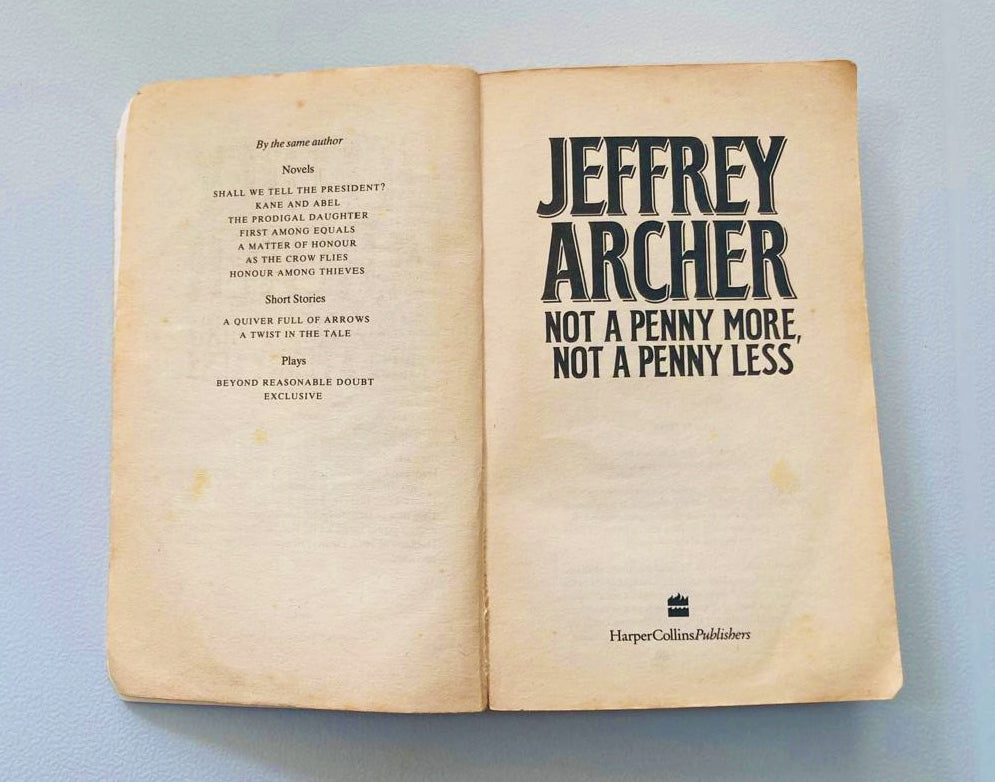 By the same author
Novels
SHALL WE TELL THE PRESIDENT?
KANE AND ABEL
THE PRODIGAL DAUGHTER
FIRST AMONG EQUALS
A MATTER OF HONOUR
AS THE CROW FLIES
HONOUR AMONG THIEVES
Short Stories
A QUIVER FULL OF ARROWS
A TWIST IN THE TALE
Plays
BEYOND REASONABLE DOUBT
EXCLUSIVE
JEFFREY
ARCHER
NOT A PENNY MORE,
NOT A PENNY LESS
HarperCollinsPublishers